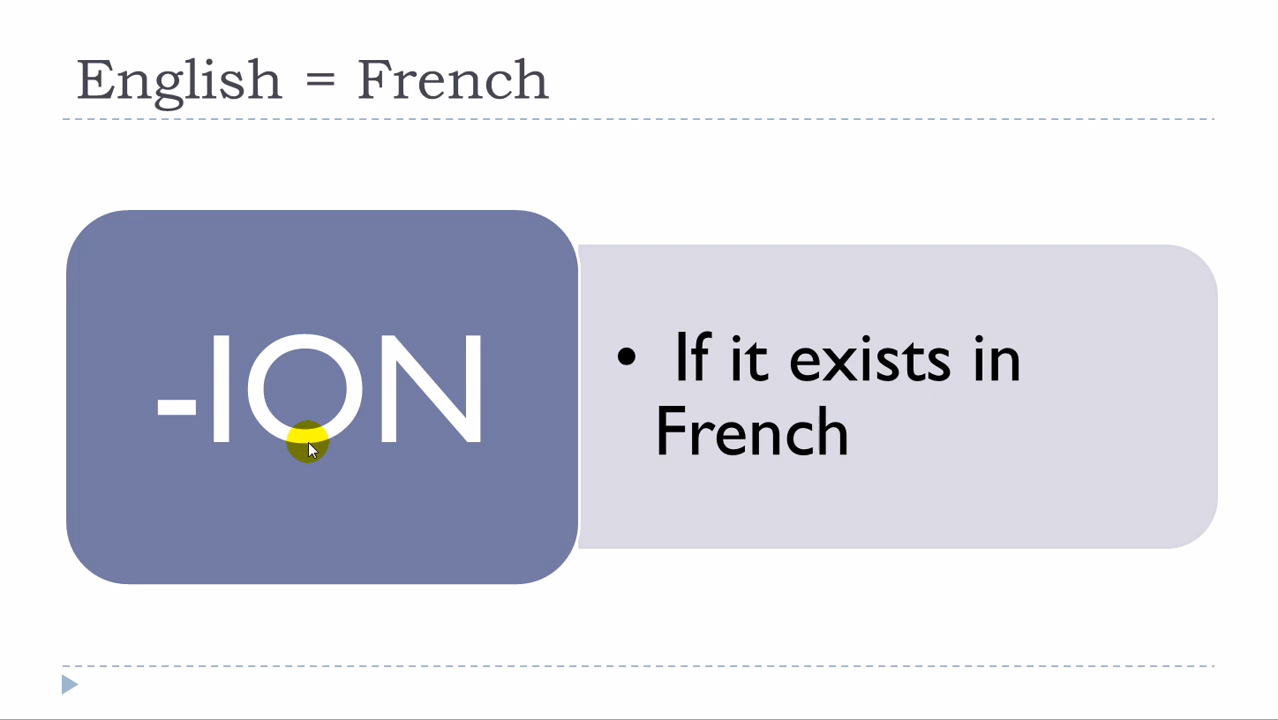 English = French
-ION
• If it exists in
French